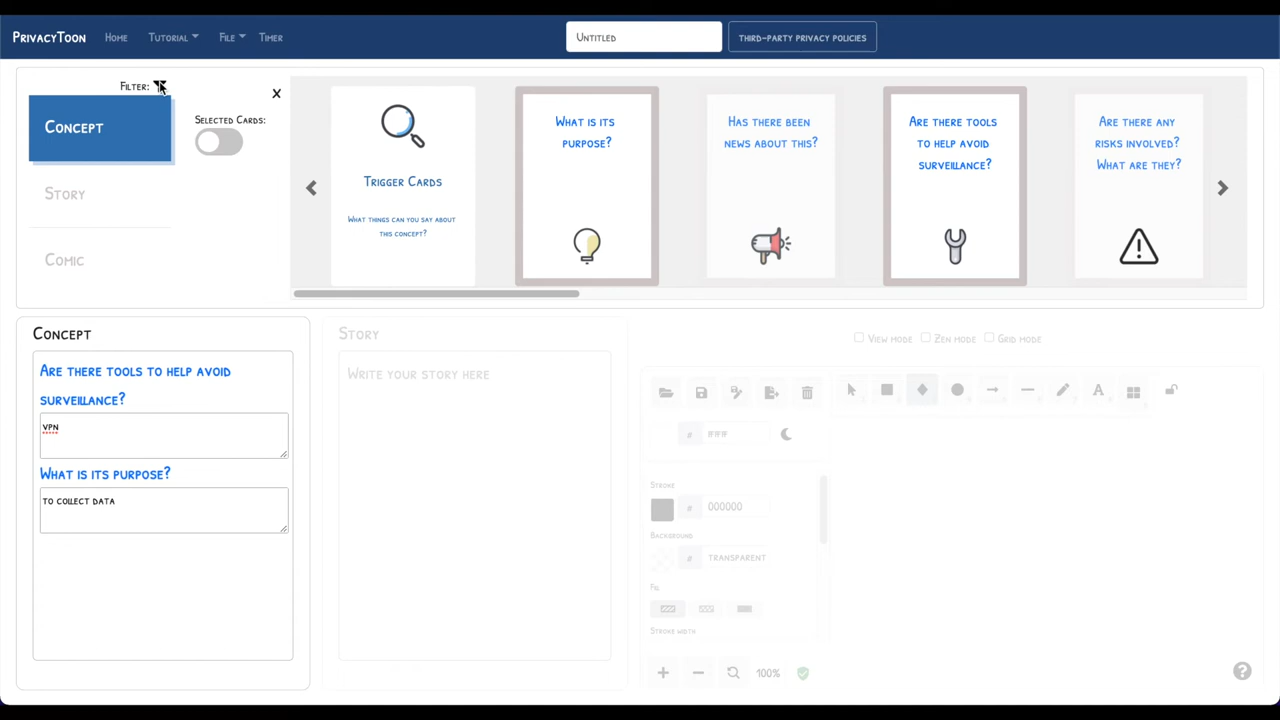 PrivacyToon Home Tutorial File Timer Untitled third-party privacy policies
Filter:
Concept
Story
Comic
Selected Cards:
X
Trigger Cards
What things can you say about
this concept?
What is its
purpose?
Has there been
news about this?
Are there tools
to help avoid
surveillance?
Are there any
risks involved?
What are they?
Concept
Are there tools to help avoid
surveillance?
vpn
What is its purpose?
to collect data
Story
Write your story here
View mode Zen mode Grid mode
A
# ffffff
Stroke
# 000000
Background
# transparent
Fill
Stroke width
100%
?